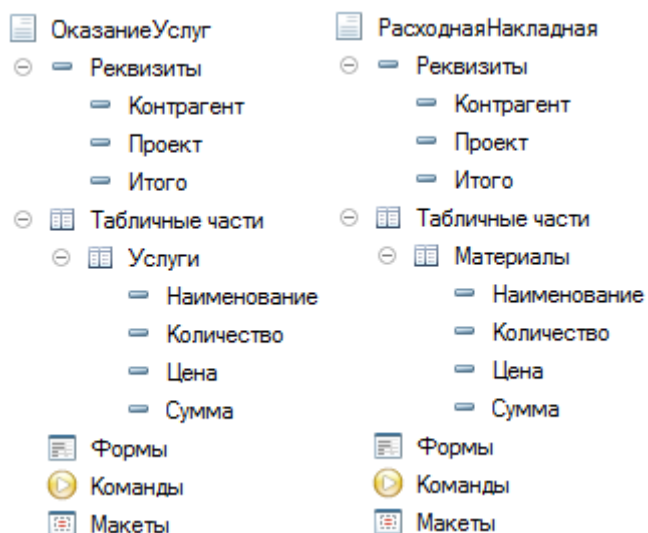 ОказаниеУслуг
Реквизиты
Контрагент
Проект
Итого
Табличные части
Услуги
Наименование
Количество
Цена
Сумма
Формы
Команды
Макеты
РасходнаяНакладная
Реквизиты
Контрагент
Проект
Итого
Табличные части
Материалы
Наименование
Количество
Цена
Сумма
Формы
Команды
Макеты